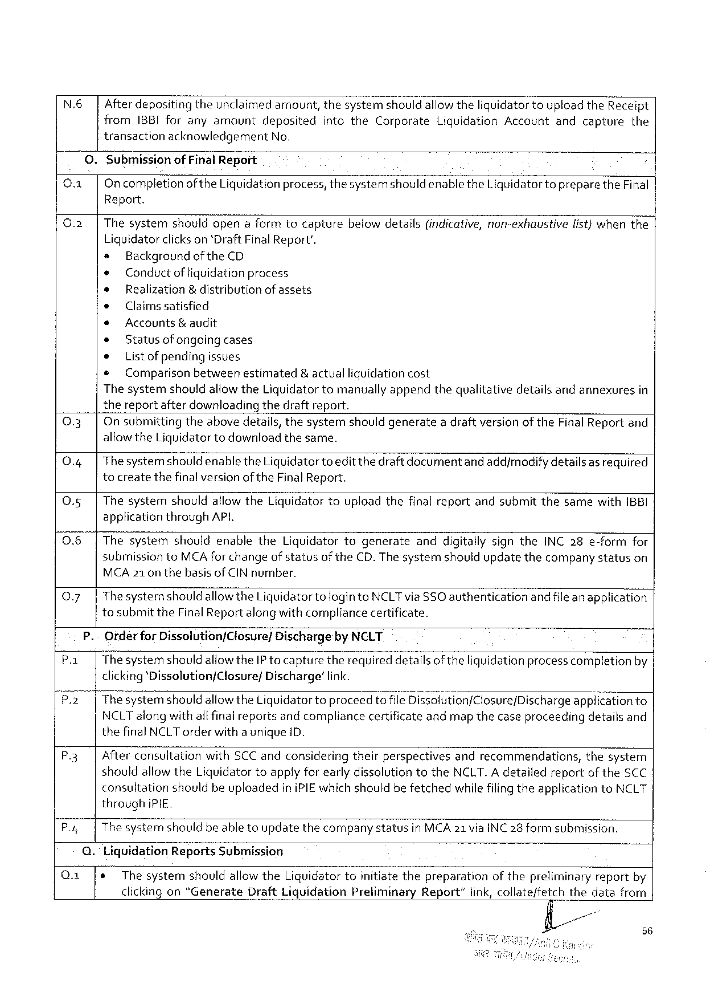 N.6 After depositing the unclaimed amount, the system should allow the liquidator to upload the Receipt
from IBBI for any amount deposited into the Corporate Liquidation Account and capture the
transaction acknowledgement No.
O. Submission of Final Report
O.1 On completion of the Liquidation process, the system should enable the Liquidator to prepare the Final
Report.
O.2 The system should open a form to capture below details (indicative, non-exhaustive list) when the
Liquidator clicks on 'Draft Final Report'.
• Background of the CD
• Conduct of liquidation process
• Realization & distribution of assets
• Claims satisfied
• Accounts & audit
• Status of ongoing cases
• List of pending issues
• Comparison between estimated & actual liquidation cost
The system should allow the Liquidator to manually append the qualitative details and annexures in
the report after downloading the draft report.
O.3 On submitting the above details, the system should generate a draft version of the Final Report and
allow the Liquidator to download the same.
O.4 The system should enable the Liquidator to edit the draft document and add/modify details as required
to create the final version of the Final Report.
O.5 The system should allow the Liquidator to upload the final report and submit the same with IBBI
application through API.
O.6 The system should enable the Liquidator to generate and digitally sign the INC 28 e-form for
submission to MCA for change of status of the CD. The system should update the company status on
MCA 21 on the basis of CIN number.
O.7 The system should allow the Liquidator to login to NCLT via SSO authentication and file an application
to submit the Final Report along with compliance certificate.
P. Order for Dissolution/Closure/ Discharge by NCLT
P.1 The system should allow the IP to capture the required details of the liquidation process completion by
clicking 'Dissolution/Closure/ Discharge' link.
P.2 The system should allow the Liquidator to proceed to file Dissolution/Closure/Discharge application to
NCLT along with all final reports and compliance certificate and map the case proceeding details and
the final NCLT order with a unique ID.
P.3 After consultation with SCC and considering their perspectives and recommendations, the system
should allow the Liquidator to apply for early dissolution to the NCLT. A detailed report of the SCC
consultation should be uploaded in iPIE which should be fetched while filing the application to NCLT
through iPIE.
P.4 The system should be able to update the company status in MCA 21 via INC 28 form submission.
Q. Liquidation Reports Submission
Q.1 • The system should allow the Liquidator to initiate the preparation of the preliminary report by
clicking on "Generate Draft Liquidation Preliminary Report" link, collate/fetch the data from
56
/Anil C
/Under